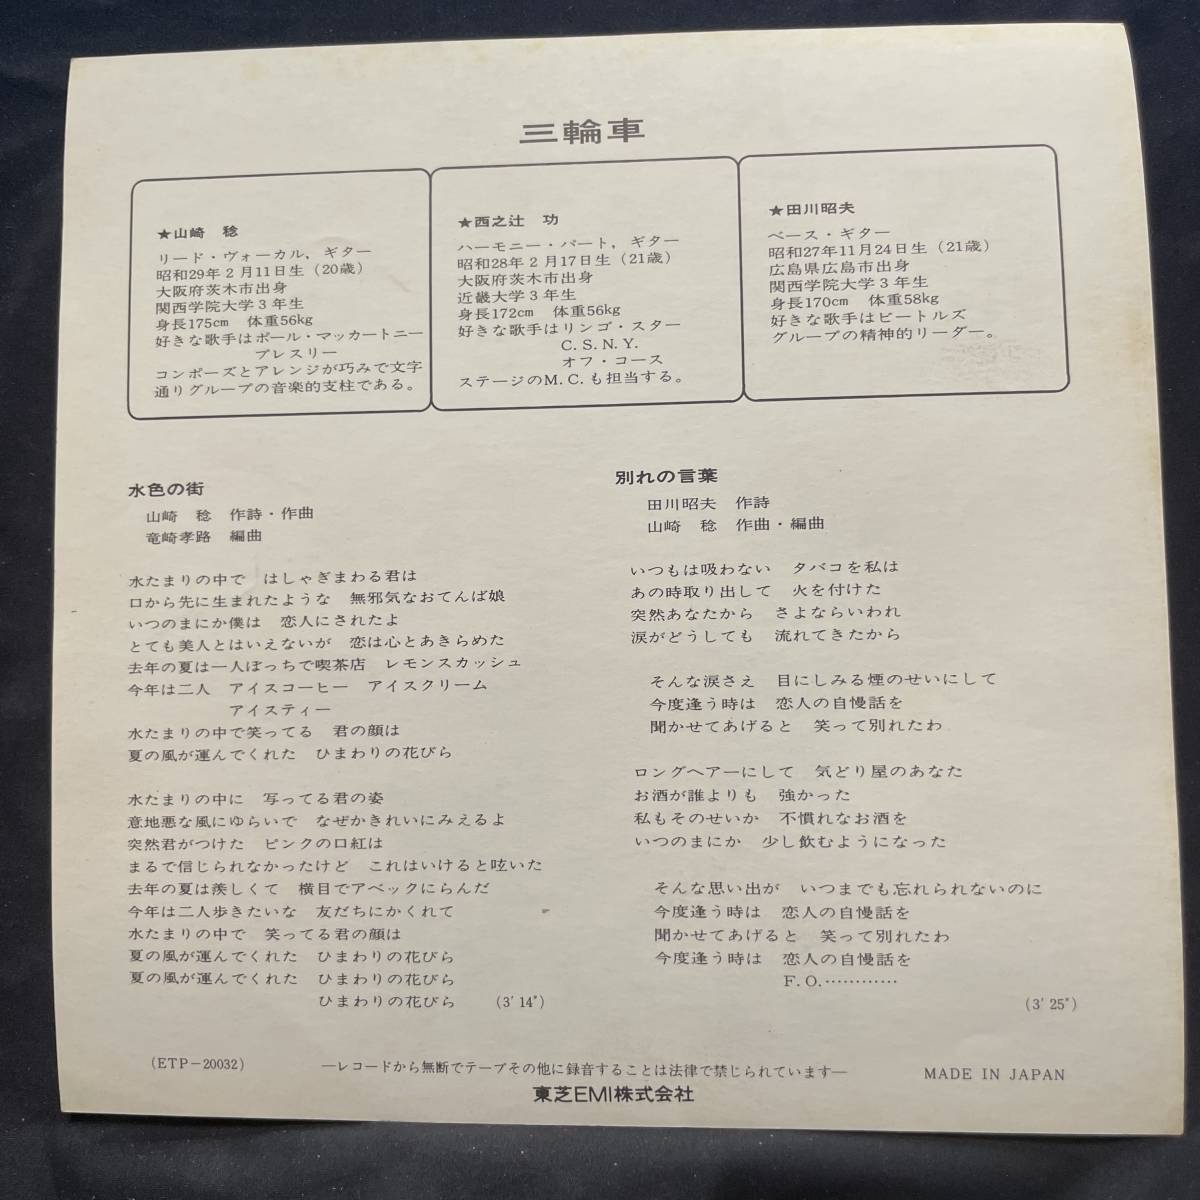 三輪車
★山崎　稔
リード・ヴォーカル, ギター
昭和29年2月11日生（20歳）
大阪府茨木市出身
関西学院大学3年生
身長175cm　体重56kg
好きな歌手はポール・マッカートニー
プレスリー
コンポーズとアレンジが巧みで文字
通りグループの音楽的支柱である。
★西之辻　功
ハーモニー・パート, ギター
昭和28年2月17日生（21歳）
大阪府茨木市出身
近畿大学3年生
身長172cm　体重56kg
好きな歌手はリンゴ・スター
C.S.N.Y.
オフ・コース
ステージのM.C.も担当する。
★田川昭夫
ベース・ギター
昭和27年11月24日生（21歳）
広島県広島市出身
関西学院大学3年生
身長170cm　体重58kg
好きな歌手はビートルズ
グループの精神的リーダー。
水色の街
山崎　稔　作詩・作曲
竜崎孝路　編曲
水たまりの中で　はしゃぎまわる君は
口から先に生まれたような　無邪気なおてんば娘
いつのまにか僕は　恋人にされたよ
とても美人とはいえないが　恋は心とあきらめた
去年の夏は一人ぼっちで喫茶店　レモンスカッシュ
今年は二人　アイスコーヒー　アイスクリーム
アイスティー
水たまりの中で笑ってる　君の顔は
夏の風が運んでくれた　ひまわりの花びら
水たまりの中に　写ってる君の姿
意地悪な風にゆらいで　なぜかきれいにみえるよ
突然君がつけた　ピンクの口紅は
まるで信じられなかったけど　これはいけると呟いた
去年の夏は羨しくて　横目でアベックにらんだ
今年は二人歩きたいな　友だちにかくれて
水たまりの中で　笑ってる君の顔は
夏の風が運んでくれた　ひまわりの花びら
夏の風が運んでくれた　ひまわりの花びら
ひまわりの花びら　（3′14″）
別れの言葉
田川昭夫　作詩
山崎　稔　作曲・編曲
いつもは吸わない　タバコを私は
あの時取り出して　火を付けた
突然あなたから　さよならいわれ
涙がどうしても　流れてきたから
そんな涙さえ　目にしみる煙のせいにして
今度逢う時は　恋人の自慢話を
聞かせてあげると　笑って別れたわ
ロングヘアーにして　気どり屋のあなた
お酒が誰よりも　強かった
私もそのせいか　不慣れなお酒を
いつのまにか　少し飲むようになった
そんな思い出が　いつまでも忘れられないのに
今度逢う時は　恋人の自慢話を
聞かせてあげると　笑って別れたわ
今度逢う時は　恋人の自慢話を
F.O.…………
（3′25″）
（ETP－20032）
―レコードから無断でテープその他に録音することは法律で禁じられています―
MADE IN JAPAN
東芝EMI株式会社